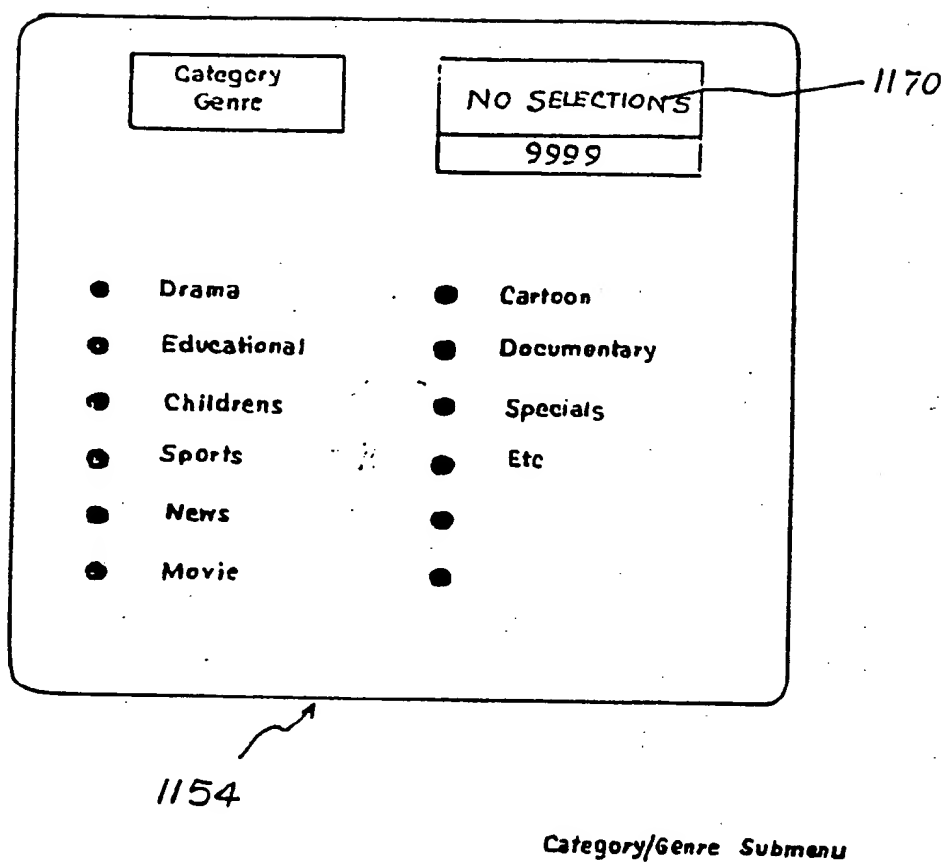 Category
Genre
NO SELECTIONS
1170
9999
Drama
Educational
Childrens
Sports
News
Movie
Cartoon
Documentary
Specials
Etc
1154
Category/Genre Submenu